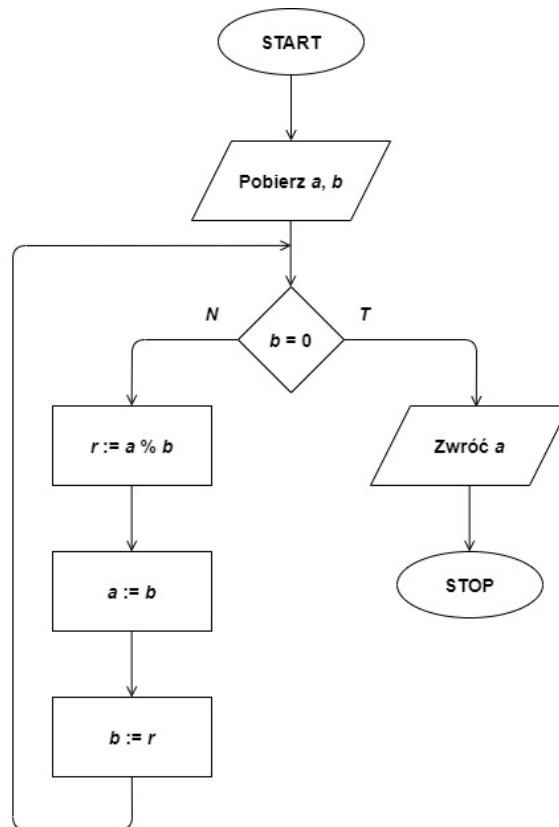 START
Pobierz a, b
N
T
b = 0
r := a % b
Zwróć a
a := b
STOP
b := r